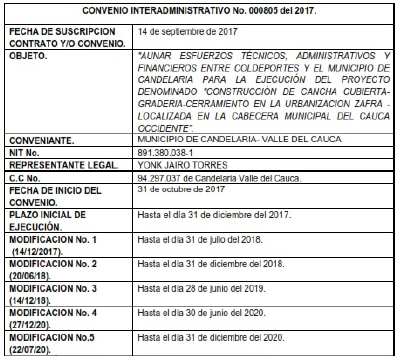 CONVENIO INTERADMINISTRATIVO No. 000805 del 2017.
FECHA DE SUSCRIPCION 14 de septiembre de 2017
CONTRATO Y/O CONVENIO.
OBJETO. "AUNAR ESFUERZOS TÉCNICOS, ADMINISTRATIVOS Y
FINANCIEROS ENTRE COLDEPORTES Y EL MUNICIPIO DE
CANDELARIA PARA LA EJECUCIÓN DEL PROYECTO
DENOMINADO "CONSTRUCCIÓN DE CANCHA CUBIERTA-
GRADERIA-CERRAMIENTO EN LA URBANIZACION ZAFRA -
LOCALIZADA EN LA CABECERA MUNICIPAL DEL CAUCA
OCCIDENTE".
CONVENIANTE. MUNICIPIO DE CANDELARIA- VALLE DEL CAUCA
NIT No. 891.380.038-1
REPRESENTANTE LEGAL. YONK JAIRO TORRES
C.C No. 94.297.037 de Candelaria Valle del Cauca.
FECHA DE INICIO DEL 31 de octubre de 2017
CONVENIO.
PLAZO INICIAL DE Hasta el día 31 de diciembre de 2017.
EJECUCIÓN.
MODIFICACION No. 1 Hasta el día 31 de julio del 2018.
(14/12/2017).
MODIFICACION No. 2 Hasta el día 31 de diciembre del 2018.
(20/06/18).
MODIFICACION No. 3 Hasta el día 28 de junio del 2019.
(14/12/18).
MODIFICACION No. 4 Hasta el día 30 de junio del 2020.
(27/12/20).
MODIFICACION No.5 Hasta el día 31 de diciembre del 2020.
(22/07/20).